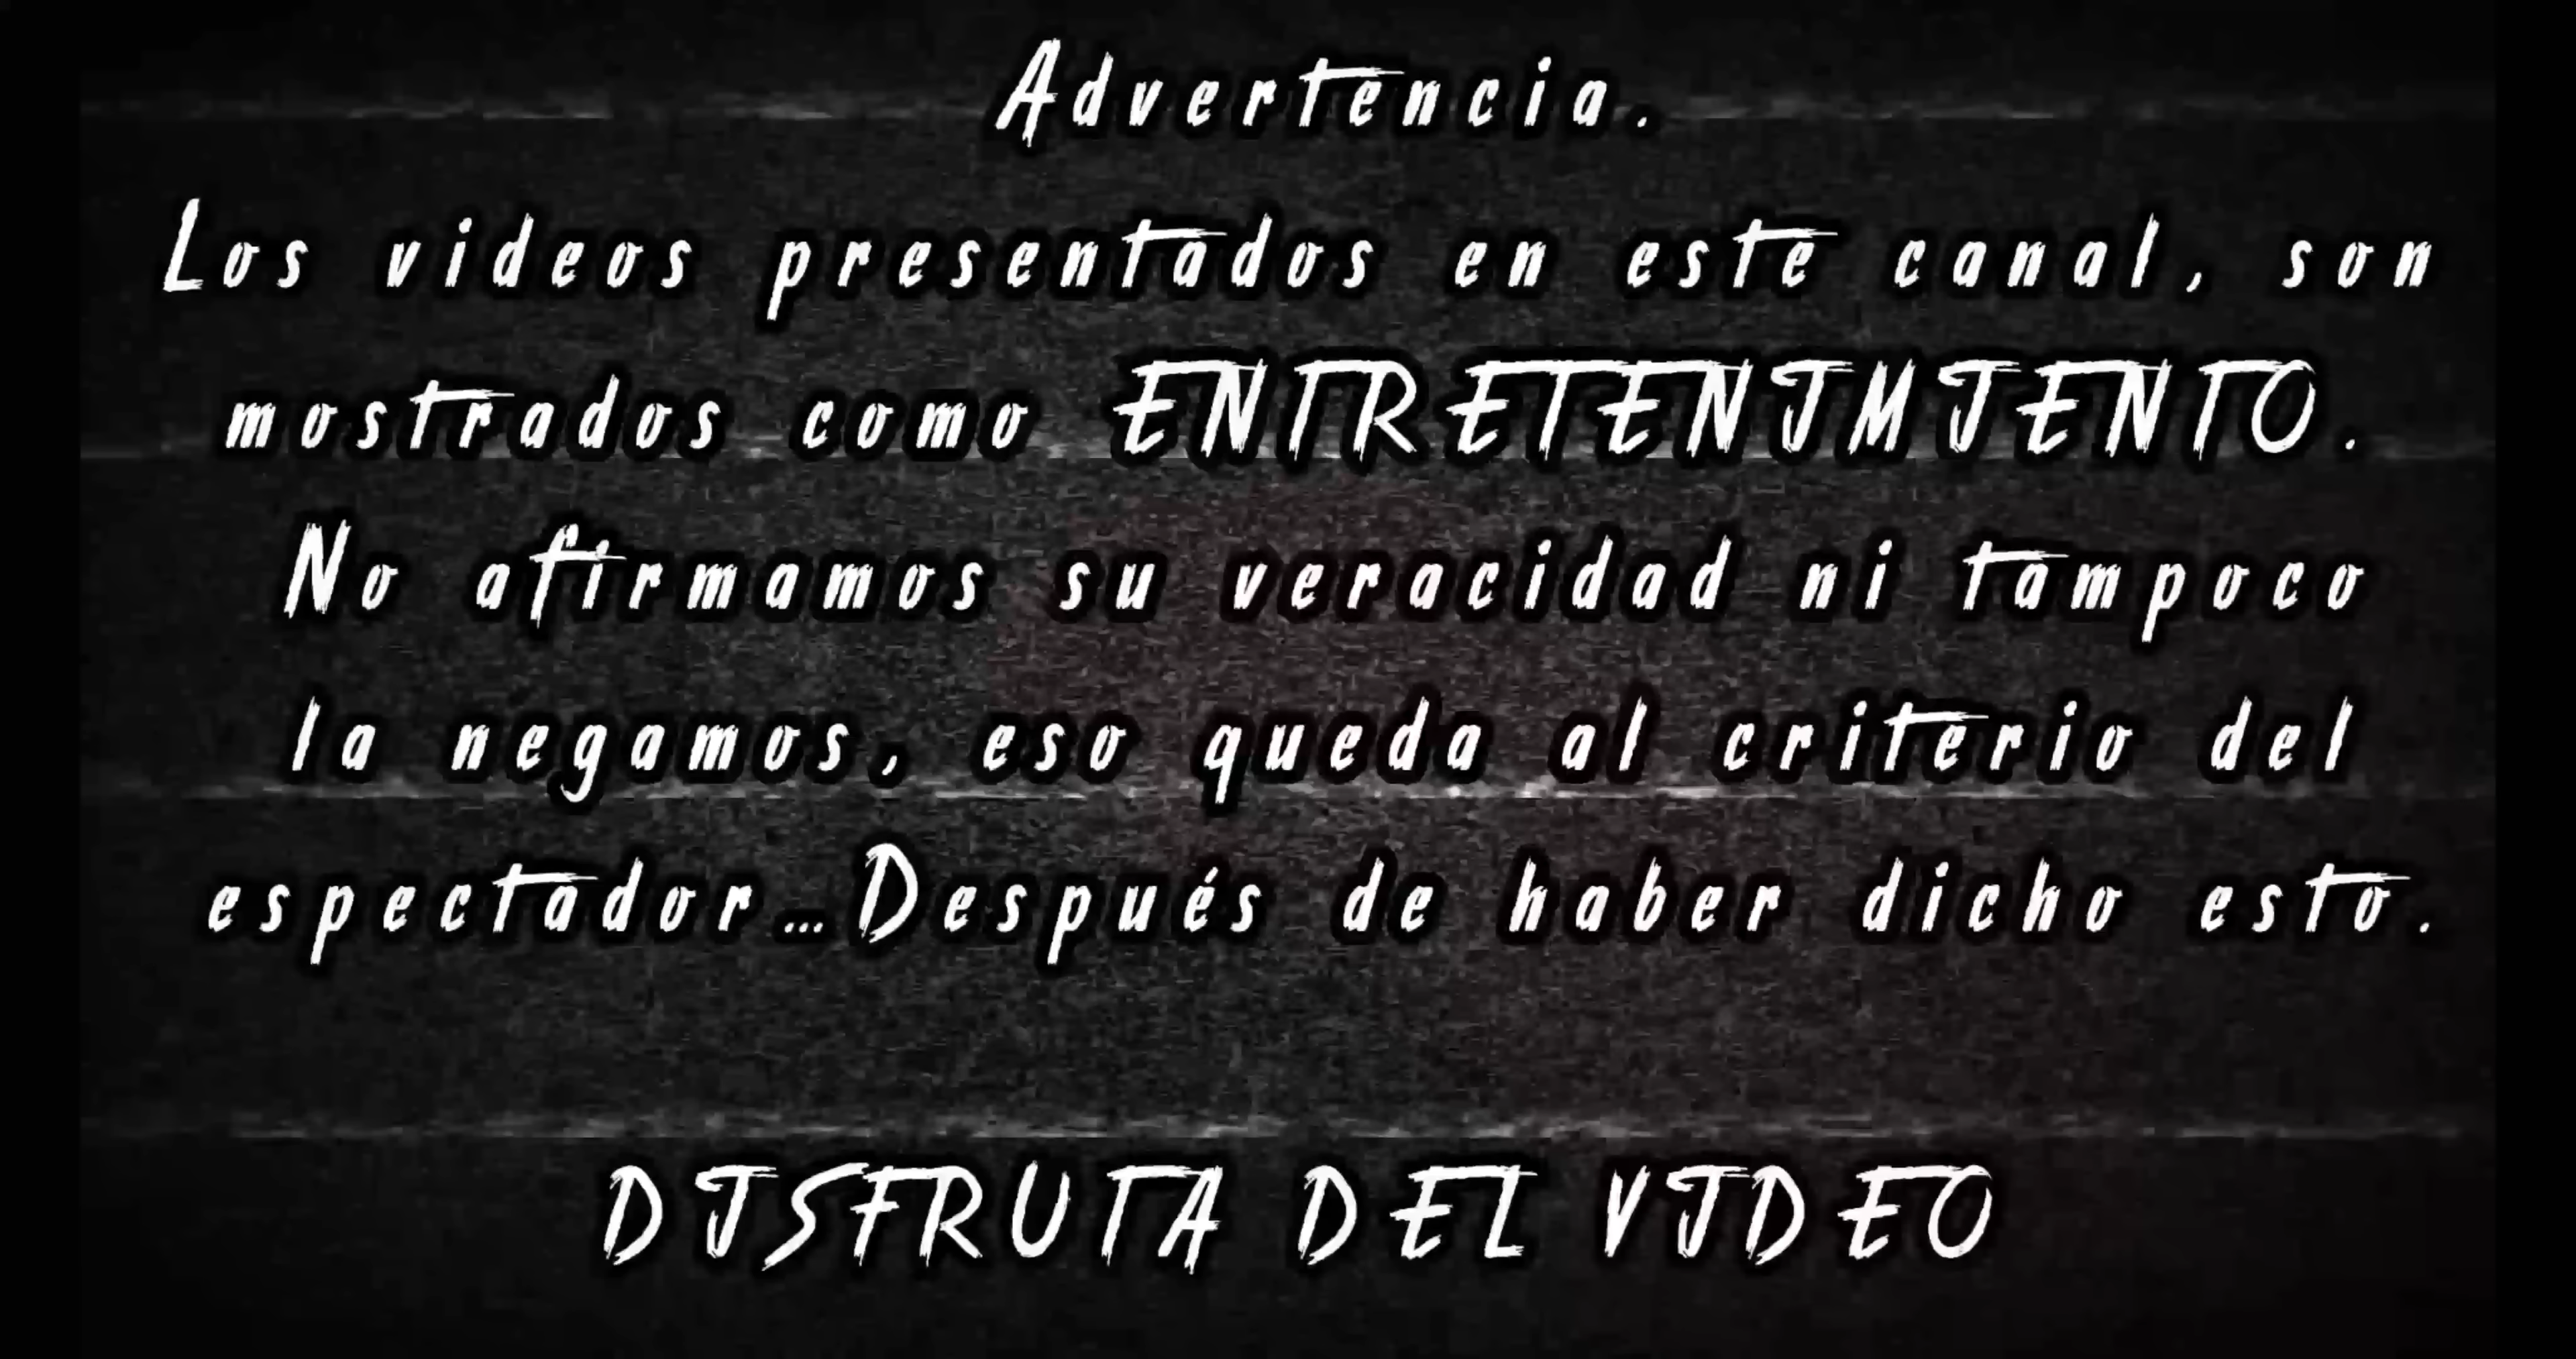 Advertencia.
Los videos presentados en este canal, son
mostrados como ENTRETENIMIENTO.
No afirmamos su veracidad ni tampoco
la negamos, eso queda al criterio del
espectador...Después de haber dicho esto.
DISFRUTA DEL VIDEO